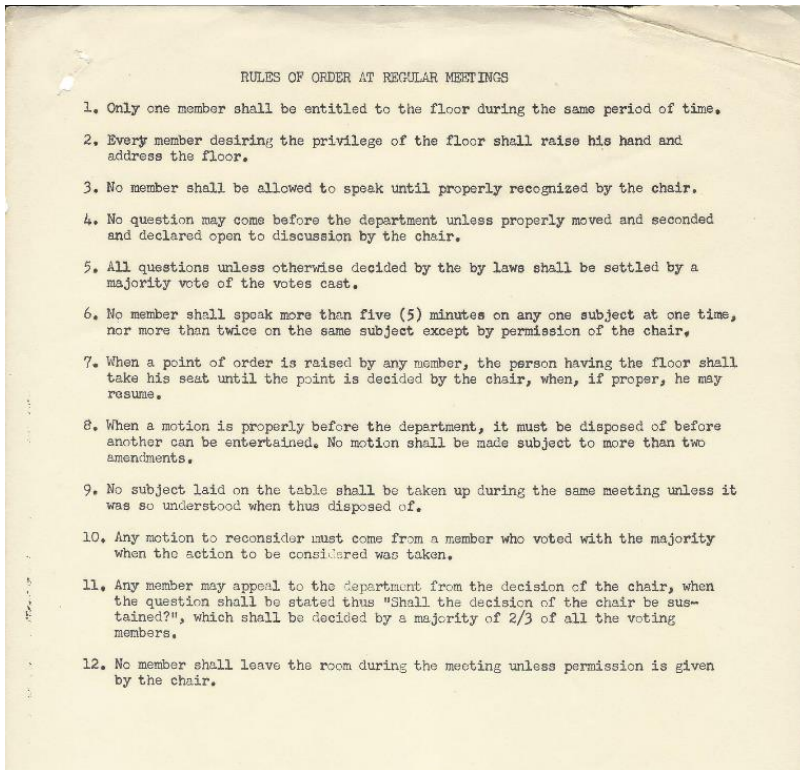 RULES OF ORDER AT REGULAR MEETINGS
1. Only one member shall be entitled to the floor during the same period of time.
2. Every member desiring the privilege of the floor shall raise his hand and
address the floor.
3. No member shall be allowed to speak until properly recognized by the chair.
4. No question may come before the department unless properly moved and seconded
and declared open to discussion by the chair.
5. All questions unless otherwise decided by the by laws shall be settled by a
majority vote of the votes cast.
6. No member shall speak more than five (5) minutes on any one subject at one time,
nor more than twice on the same subject except by permission of the chair.
7. When a point of order is raised by any member, the person having the floor shall
take his seat until the point is decided by the chair, when, if proper, he may
resume.
8. When a motion is properly before the department, it must be disposed of before
another can be entertained. No motion shall be made subject to more than two
amendments.
9. No subject laid on the table shall be taken up during the same meeting unless it
was so understood when thus disposed of.
10. Any motion to reconsider must come from a member who voted with the majority
when the action to be considered was taken.
11. Any member may appeal to the department from the decision of the chair, when
the question shall be stated thus "Shall the decision of the chair be sus-
tained?", which shall be decided by a majority of 2/3 of all the voting
members.
12. No member shall leave the room during the meeting unless permission is given
by the chair.